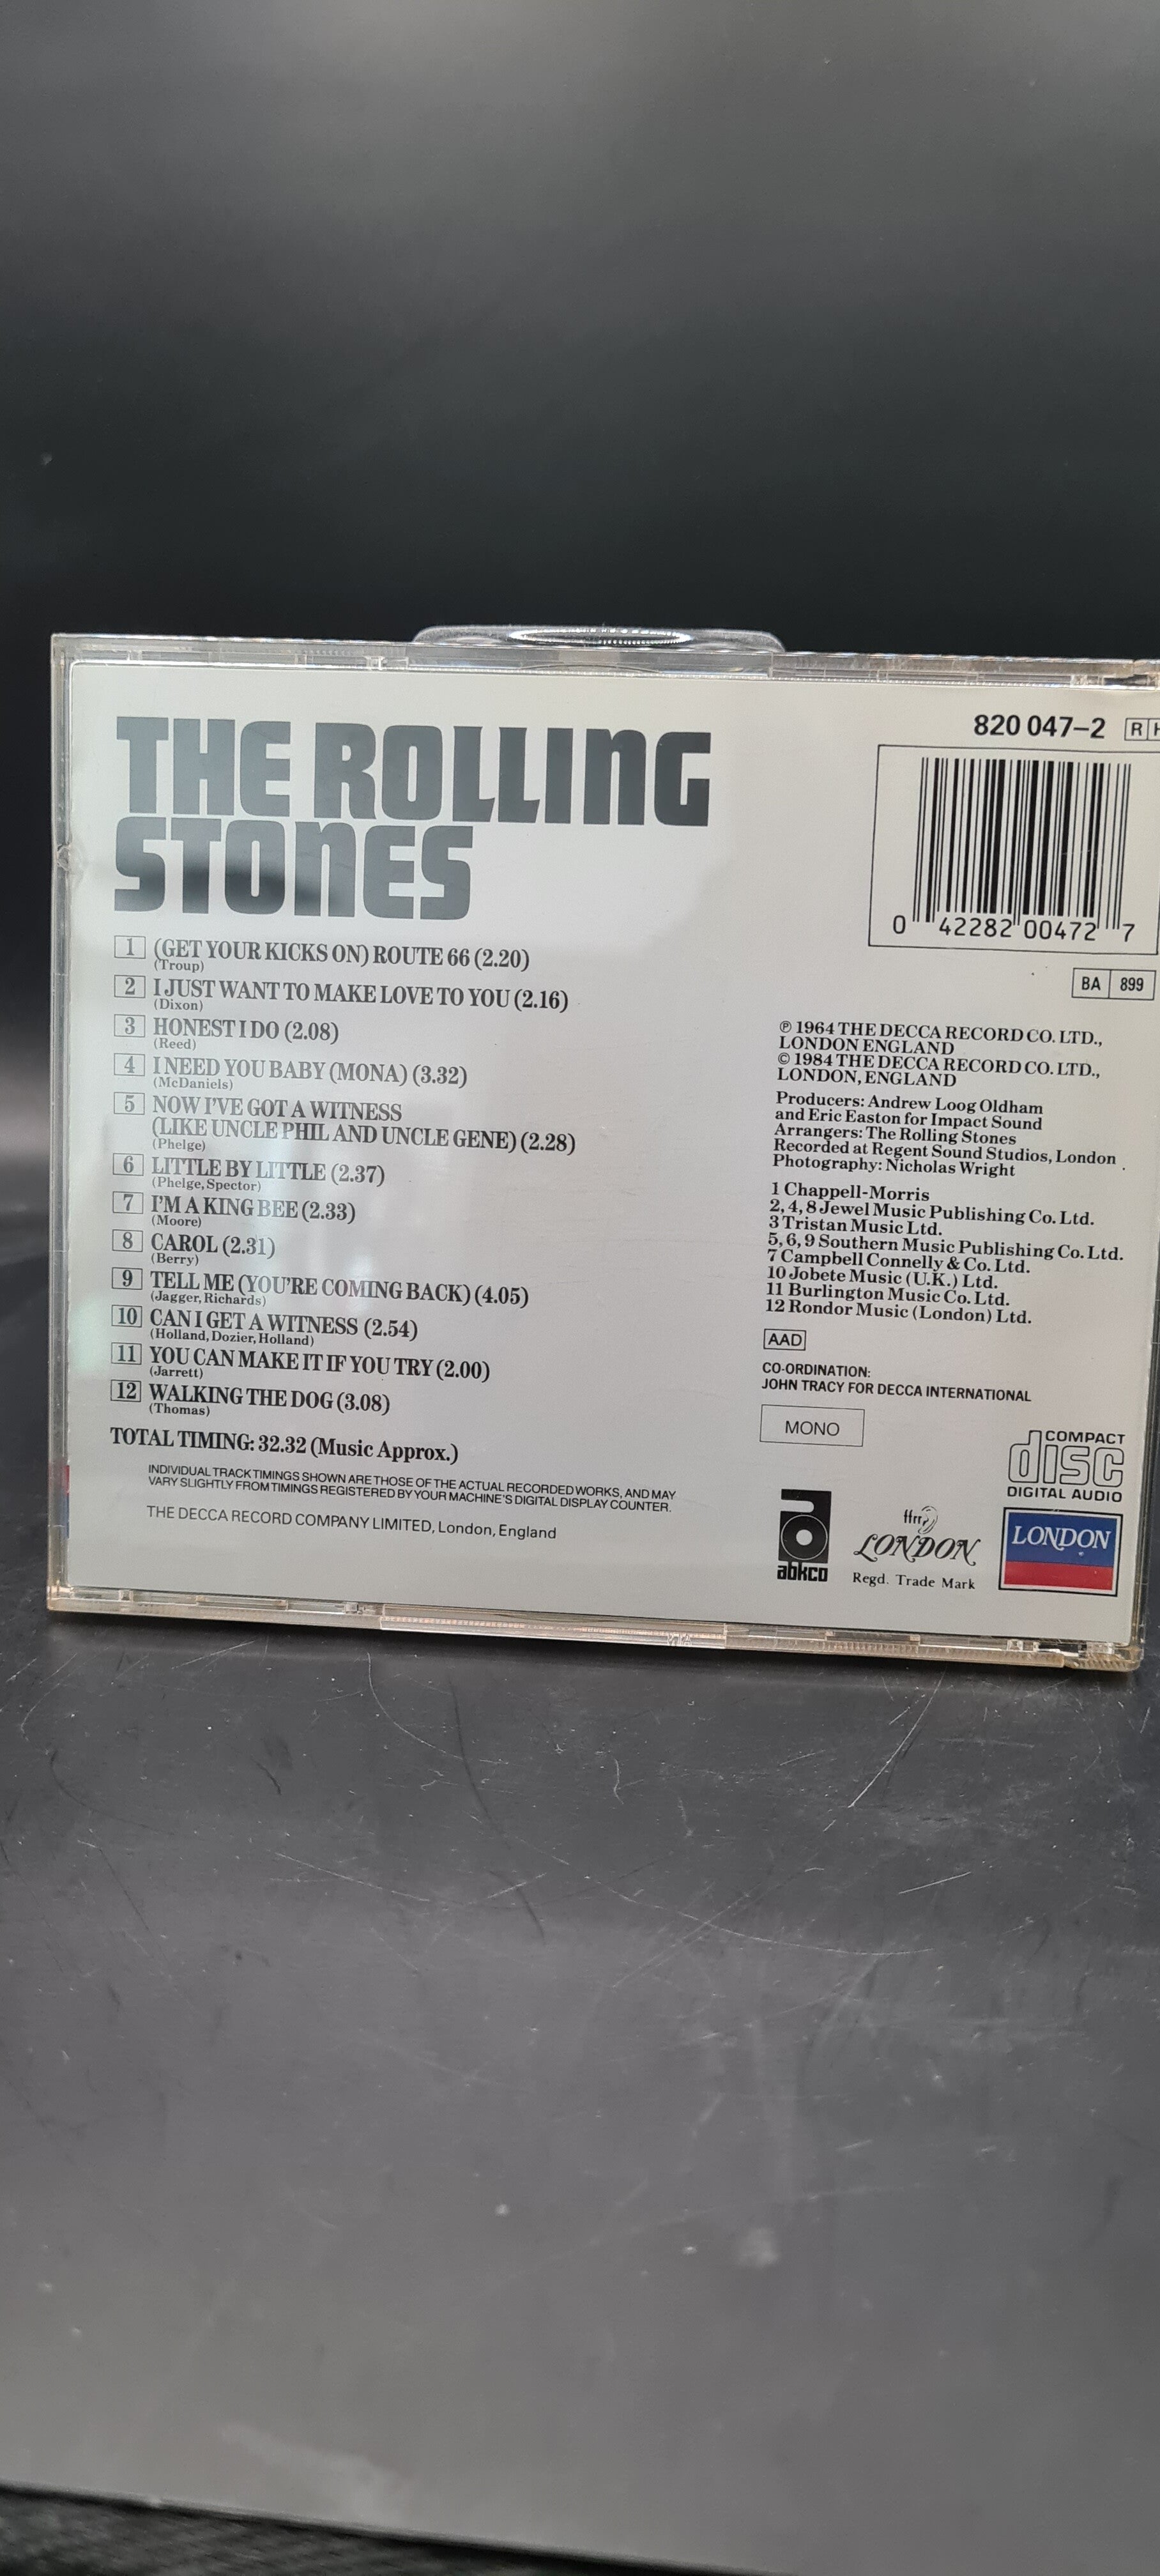 THE ROLLING
STONES
1 (GET YOUR KICKS ON) ROUTE 66 (2.20)
(Troup)
2 I JUST WANT TO MAKE LOVE TO YOU (2.16)
(Dixon)
3 HONEST I DO (2.08)
(Reed)
4 I NEED YOU BABY (MONA) (3.32)
(McDaniels)
5 NOW I'VE GOT A WITNESS
(LIKE UNCLE PHIL AND UNCLE GENE) (2.28)
(Phelge)
6 LITTLE BY LITTLE (2.37)
(Phelge, Spector)
7 I'M A KING BEE (2.33)
(Moore)
8 CAROL (2.31)
(Berry)
9 TELL ME (YOU'RE COMING BACK) (4.05)
(Jagger, Richards)
10 CAN I GET A WITNESS (2.54)
(Holland, Dozier, Holland)
11 YOU CAN MAKE IT IF YOU TRY (2.00)
(Jarrett)
12 WALKING THE DOG (3.08)
(Thomas)
TOTAL TIMING: 32.32 (Music Approx.)
INDIVIDUAL TRACK TIMINGS SHOWN ARE THOSE OF THE ACTUAL RECORDED WORKS, AND MAY
VARY SLIGHTLY FROM TIMINGS REGISTERED BY YOUR MACHINE'S DIGITAL DISPLAY COUNTER.
THE DECCA RECORD COMPANY LIMITED, London, England
820 047-2 R H
0 42282 00472 7
BA 899
℗ 1964 THE DECCA RECORD CO. LTD.,
LONDON ENGLAND
© 1984 THE DECCA RECORD CO. LTD.,
LONDON, ENGLAND
Producers: Andrew Loog Oldham
and Eric Easton for Impact Sound
Arrangers: The Rolling Stones
Recorded at Regent Sound Studios, London
Photography: Nicholas Wright
1 Chappell-Morris
2, 4, 8 Jewel Music Publishing Co. Ltd.
3 Tristan Music Ltd.
5, 6, 9 Southern Music Publishing Co. Ltd.
7 Campbell Connelly & Co. Ltd.
10 Jobete Music (U.K.) Ltd.
11 Burlington Music Co. Ltd.
12 Rondor Music (London) Ltd.
AAD
CO-ORDINATION:
JOHN TRACY FOR DECCA INTERNATIONAL
MONO
COMPACT
disc
DIGITAL AUDIO
abkco
ffrr
LONDON
Regd. Trade Mark
LONDON